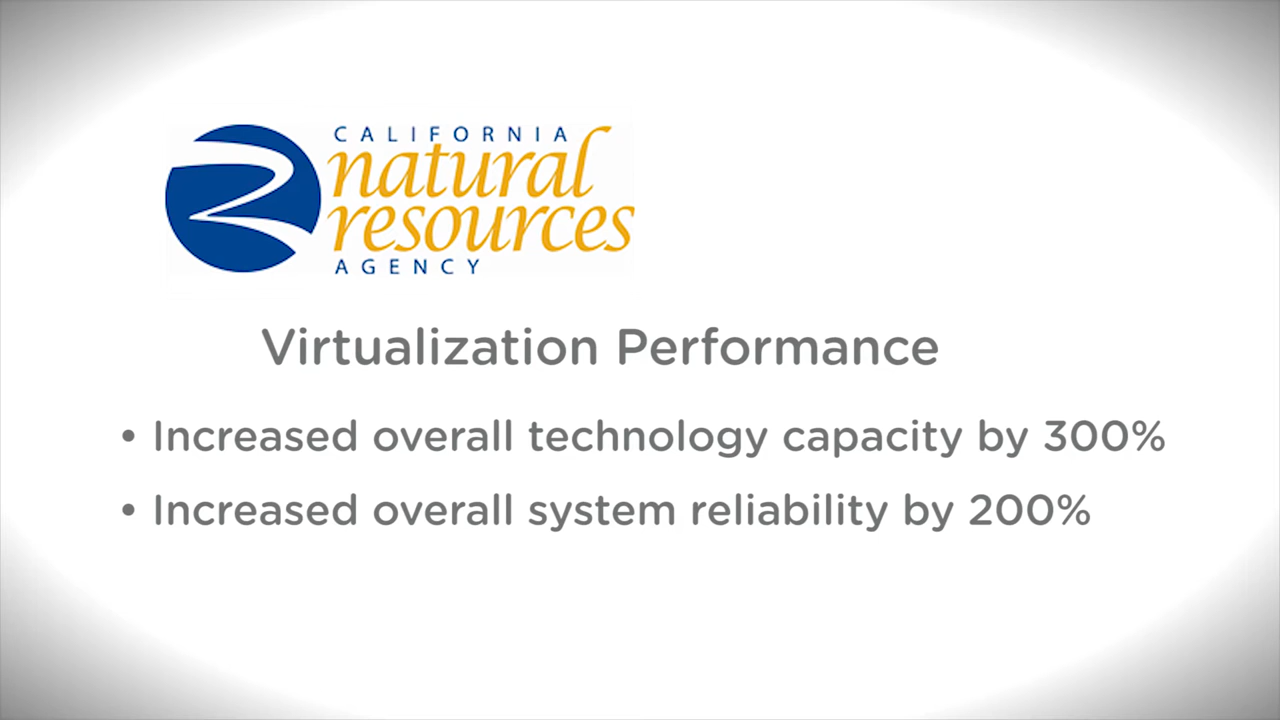 CALIFORNIA
natural
resources
AGENCY
Virtualization Performance
• Increased overall technology capacity by 300%
• Increased overall system reliability by 200%